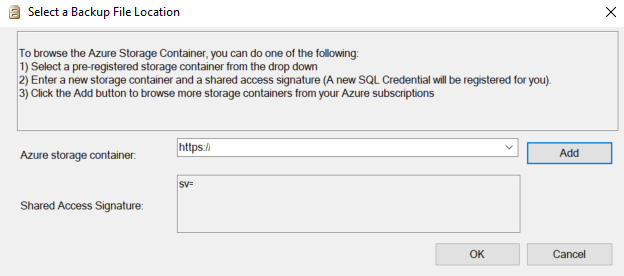 Select a Backup File Location
To browse the Azure Storage Container, you can do one of the following:
1) Select a pre-registered storage container from the drop down
2) Enter a new storage container and a shared access signature (A new SQL Credential will be registered for you).
3) Click the Add button to browse more storage containers from your Azure subscriptions
Azure storage container: https:// Add
sv=
Shared Access Signature:
OK Cancel